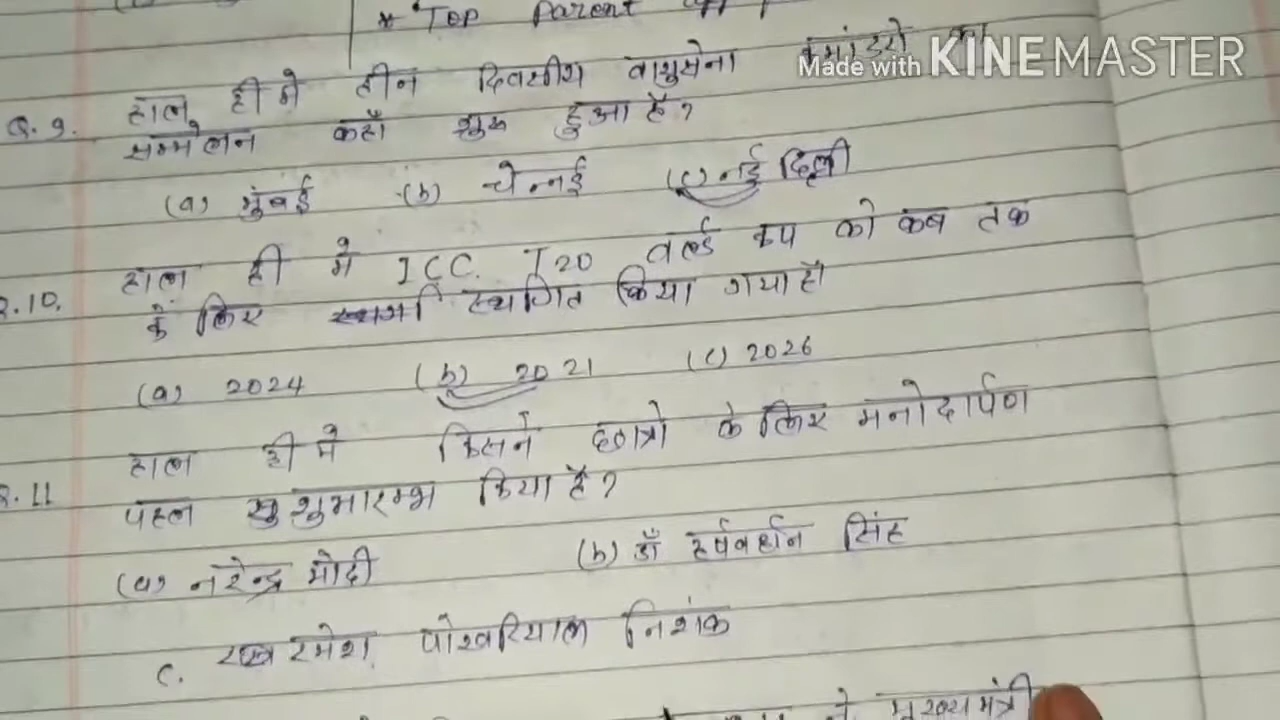 * Top Parent
Made with KINEMASTER
Q.9. हाल ही मे तीन दिवसीय वायुसेना कमांडरो का
सम्मेलन कहाँ शुरू हुआ है?
(a) मुंबई (b) चेन्नई (c) नई दिल्ली
Q.10. हाल ही मे ICC. T20 वर्ल्ड कप को कब तक
के लिए स्थगित किया गया है
(a) 2024 (b) 2021 (c) 2026
Q.11 हाल ही मे किसने छात्रो के लिए मनोदार्पण
पहल शुभारम्भ किया है?
(a) नरेन्द्र मोदी (b) डॉ हर्षवर्धन सिंह
c. रमेश पोखरियाल निशंक
ने मुख्यमंत्री